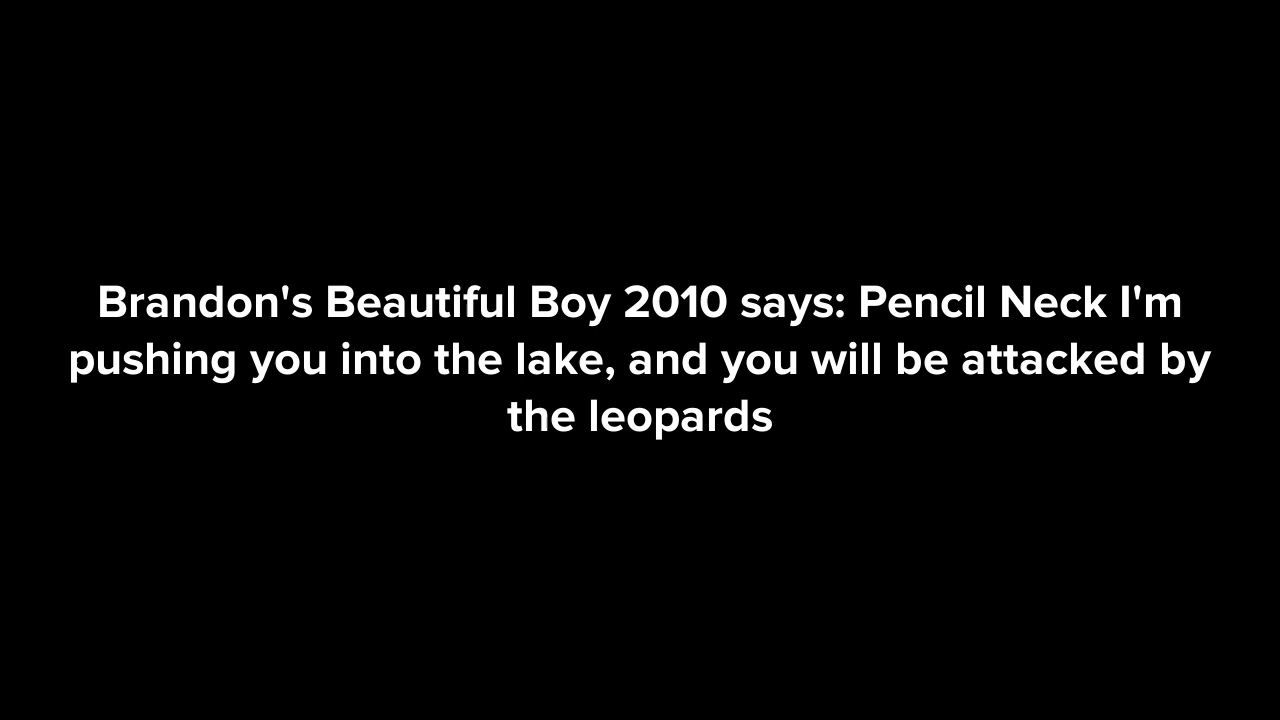 Brandon's Beautiful Boy 2010 says: Pencil Neck I'm
pushing you into the lake, and you will be attacked by
the leopards